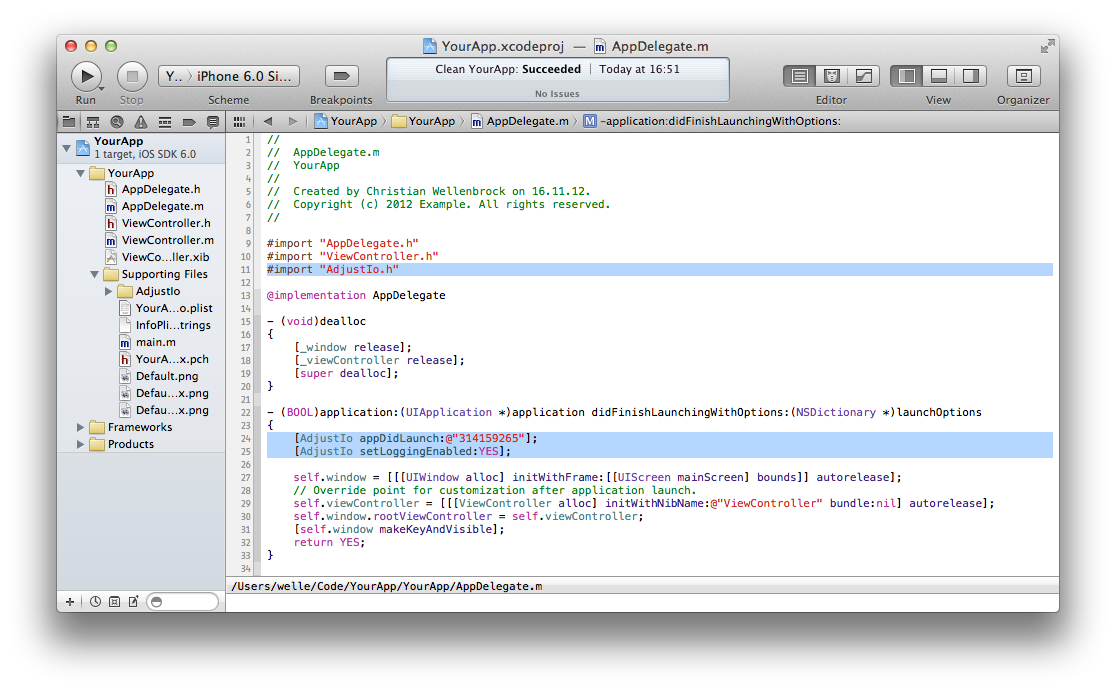 YourApp.xcodeproj — AppDelegate.m
Y.. 〉 iPhone 6.0 Si...
Clean YourApp: Succeeded | Today at 16:51
No Issues
Run Stop Scheme Breakpoints Editor View Organizer
YourApp 〉 YourApp 〉 AppDelegate.m 〉 M -application:didFinishLaunchingWithOptions:
YourApp
1 target, iOS SDK 6.0
YourApp
h AppDelegate.h
m AppDelegate.m
h ViewController.h
m ViewController.m
ViewCo...ller.xib
Supporting Files
AdjustIo
YourA...o.plist
InfoPli...trings
m main.m
h YourA...x.pch
Default.png
Defau...x.png
Defau...x.png
Frameworks
Products
1 //
2 //  AppDelegate.m
3 //  YourApp
4 //
5 //  Created by Christian Wellenbrock on 16.11.12.
6 //  Copyright (c) 2012 Example. All rights reserved.
7 //
8
9 #import "AppDelegate.h"
10 #import "ViewController.h"
11 #import "AdjustIo.h"
12
13 @implementation AppDelegate
14
15 - (void)dealloc
16 {
17     [_window release];
18     [_viewController release];
19     [super dealloc];
20 }
21
22 - (BOOL)application:(UIApplication *)application didFinishLaunchingWithOptions:(NSDictionary *)launchOptions
23 {
24     [AdjustIo appDidLaunch:@"314159265"];
25     [AdjustIo setLoggingEnabled:YES];
26
27     self.window = [[[UIWindow alloc] initWithFrame:[[UIScreen mainScreen] bounds]] autorelease];
28     // Override point for customization after application launch.
29     self.viewController = [[[ViewController alloc] initWithNibName:@"ViewController" bundle:nil] autorelease];
30     self.window.rootViewController = self.viewController;
31     [self.window makeKeyAndVisible];
32     return YES;
33 }
34
/Users/welle/Code/YourApp/YourApp/AppDelegate.m